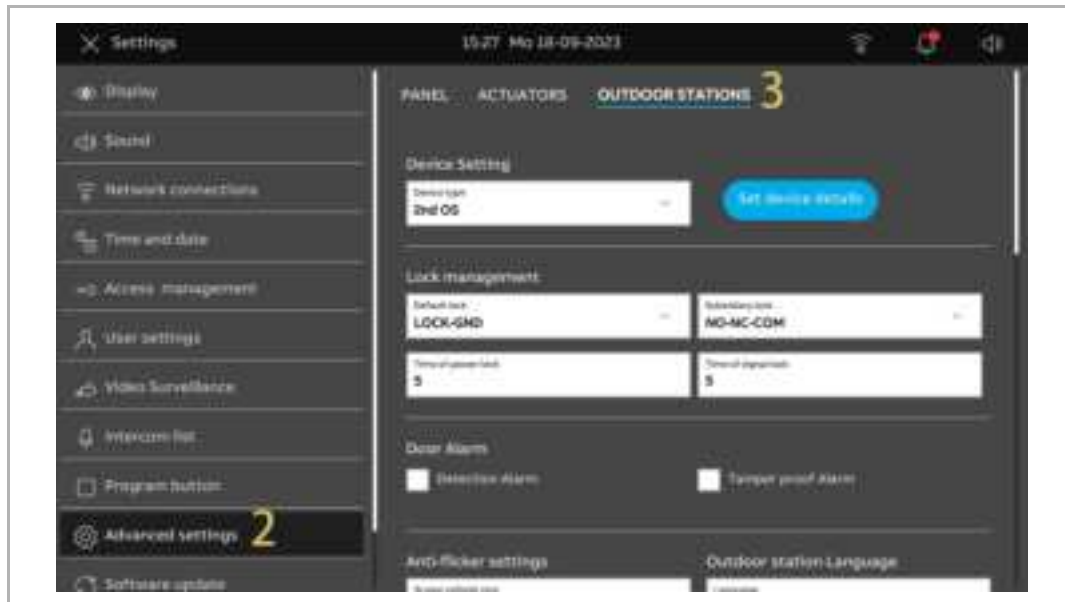 Settings 15:27 Mo 18-09-2023
Display
Sound
Network connections
Time and date
Access management
User settings
Video Surveillance
Intercom list
Program button
Advanced settings 2
Software update
PANEL ACTUATORS OUTDOOR STATIONS 3
Device Setting
Device type
2nd OS
Set device details
Lock management
Default lock
LOCK-GND
Secondary lock
NO-NC-COM
5
5
Door Alarm
Detection Alarm Tamper proof Alarm
Anti-flicker settings Outdoor station Language
Language